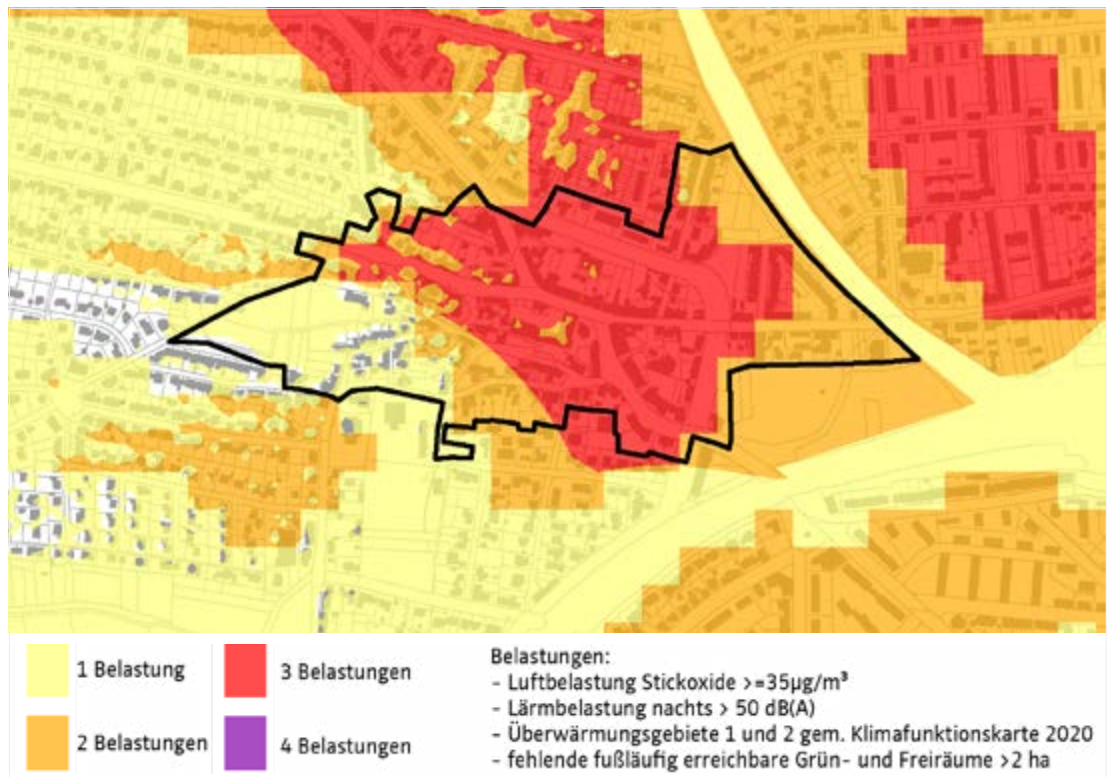 1 Belastung
2 Belastungen
3 Belastungen
4 Belastungen
Belastungen:
- Luftbelastung Stickoxide >=35µg/m³
- Lärmbelastung nachts > 50 dB(A)
- Überwärmungsgebiete 1 und 2 gem. Klimafunktionskarte 2020
- fehlende fußläufig erreichbare Grün- und Freiräume >2 ha